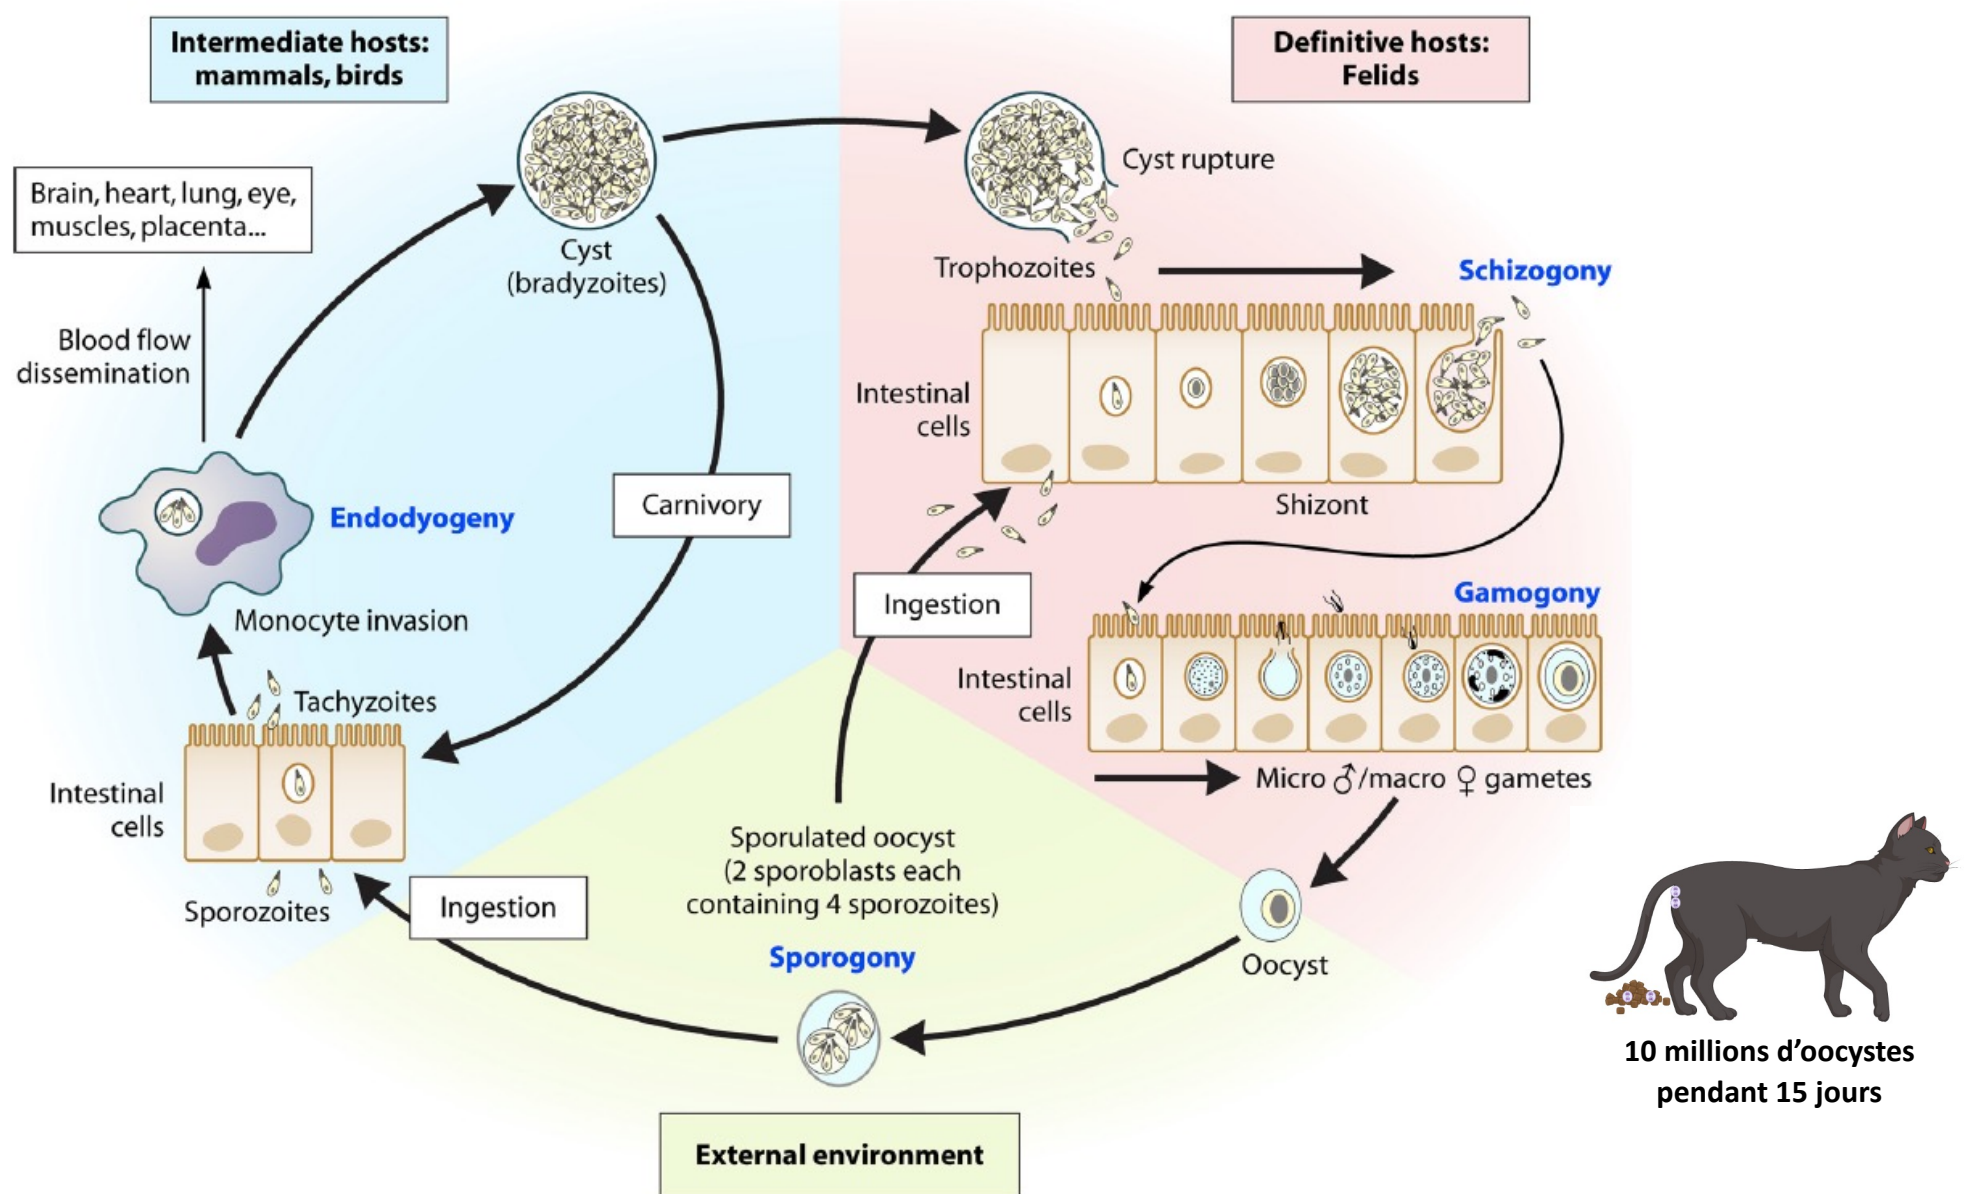 Intermediate hosts:
mammals, birds
Definitive hosts:
Felids
Brain, heart, lung, eye,
muscles, placenta...
Cyst
(bradyzoites)
Cyst rupture
Trophozoites
Schizogony
Blood flow
dissemination
Intestinal
cells
Carnivory
Endodyogeny
Shizont
Ingestion
Gamogony
Monocyte invasion
Tachyzoites
Intestinal
cells
Micro ♂/macro ♀ gametes
Intestinal
cells
Sporozoites
Ingestion
Sporulated oocyst
(2 sporoblasts each
containing 4 sporozoites)
Sporogony
Oocyst
10 millions d’oocystes
pendant 15 jours
External environment